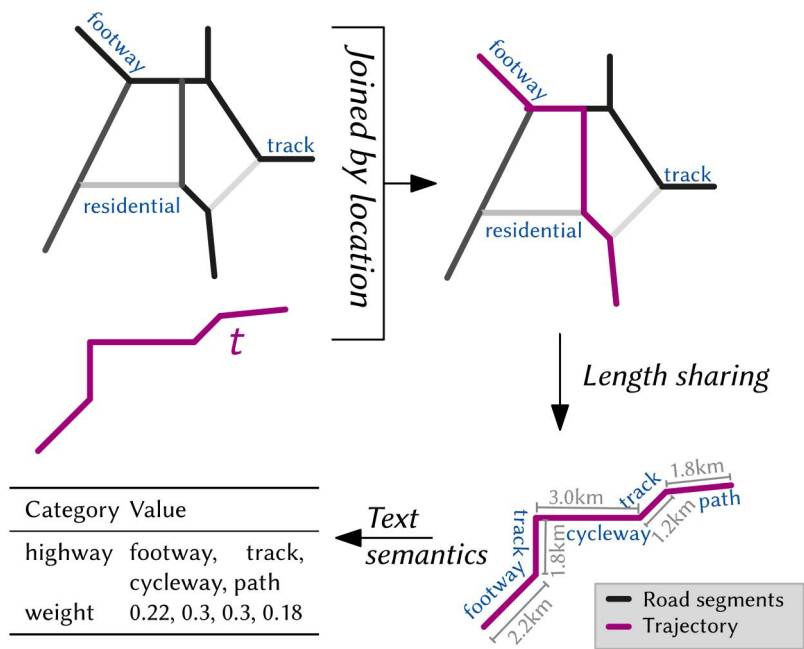 footway
track
residential
Joined by location
footway
track
residential
t
Length sharing
1.8km
track
3.0km
path
1.2km
cycleway
track
1.8km
footway
2.2km
Text
semantics
Category Value
highway footway, track,
cycleway, path
weight 0.22, 0.3, 0.3, 0.18
Road segments
Trajectory